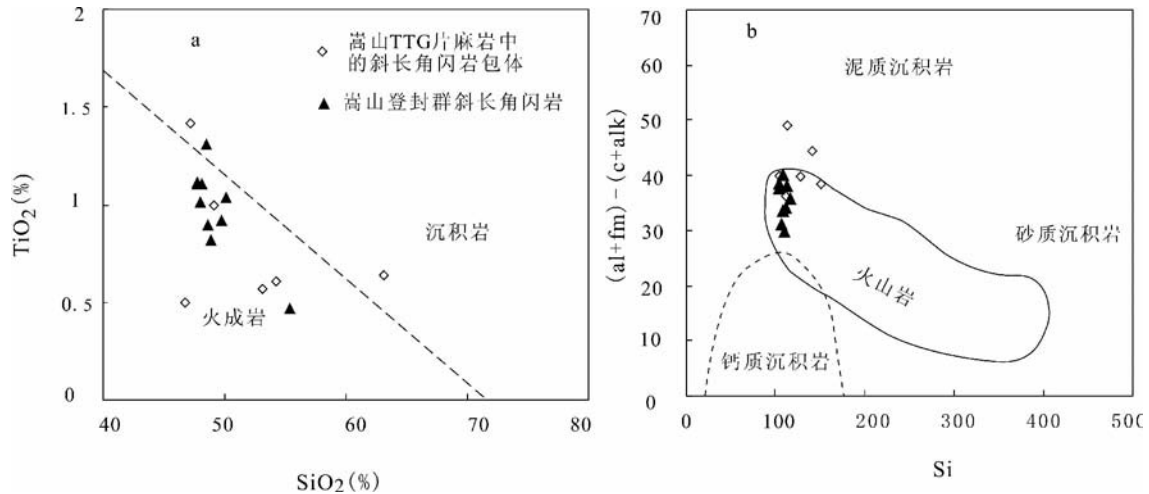 a
2
1.5
1
0.5
0
TiO2(%)
40
50
60
70
80
SiO2(%)
嵩山TTG片麻岩中
的斜长角闪岩包体
嵩山登封群斜长角闪岩
沉积岩
火成岩
b
70
60
50
40
30
20
10
0
(al+fm)-(c+alk)
0
100
200
300
400
500
Si
泥质沉积岩
砂质沉积岩
火山岩
钙质沉积岩